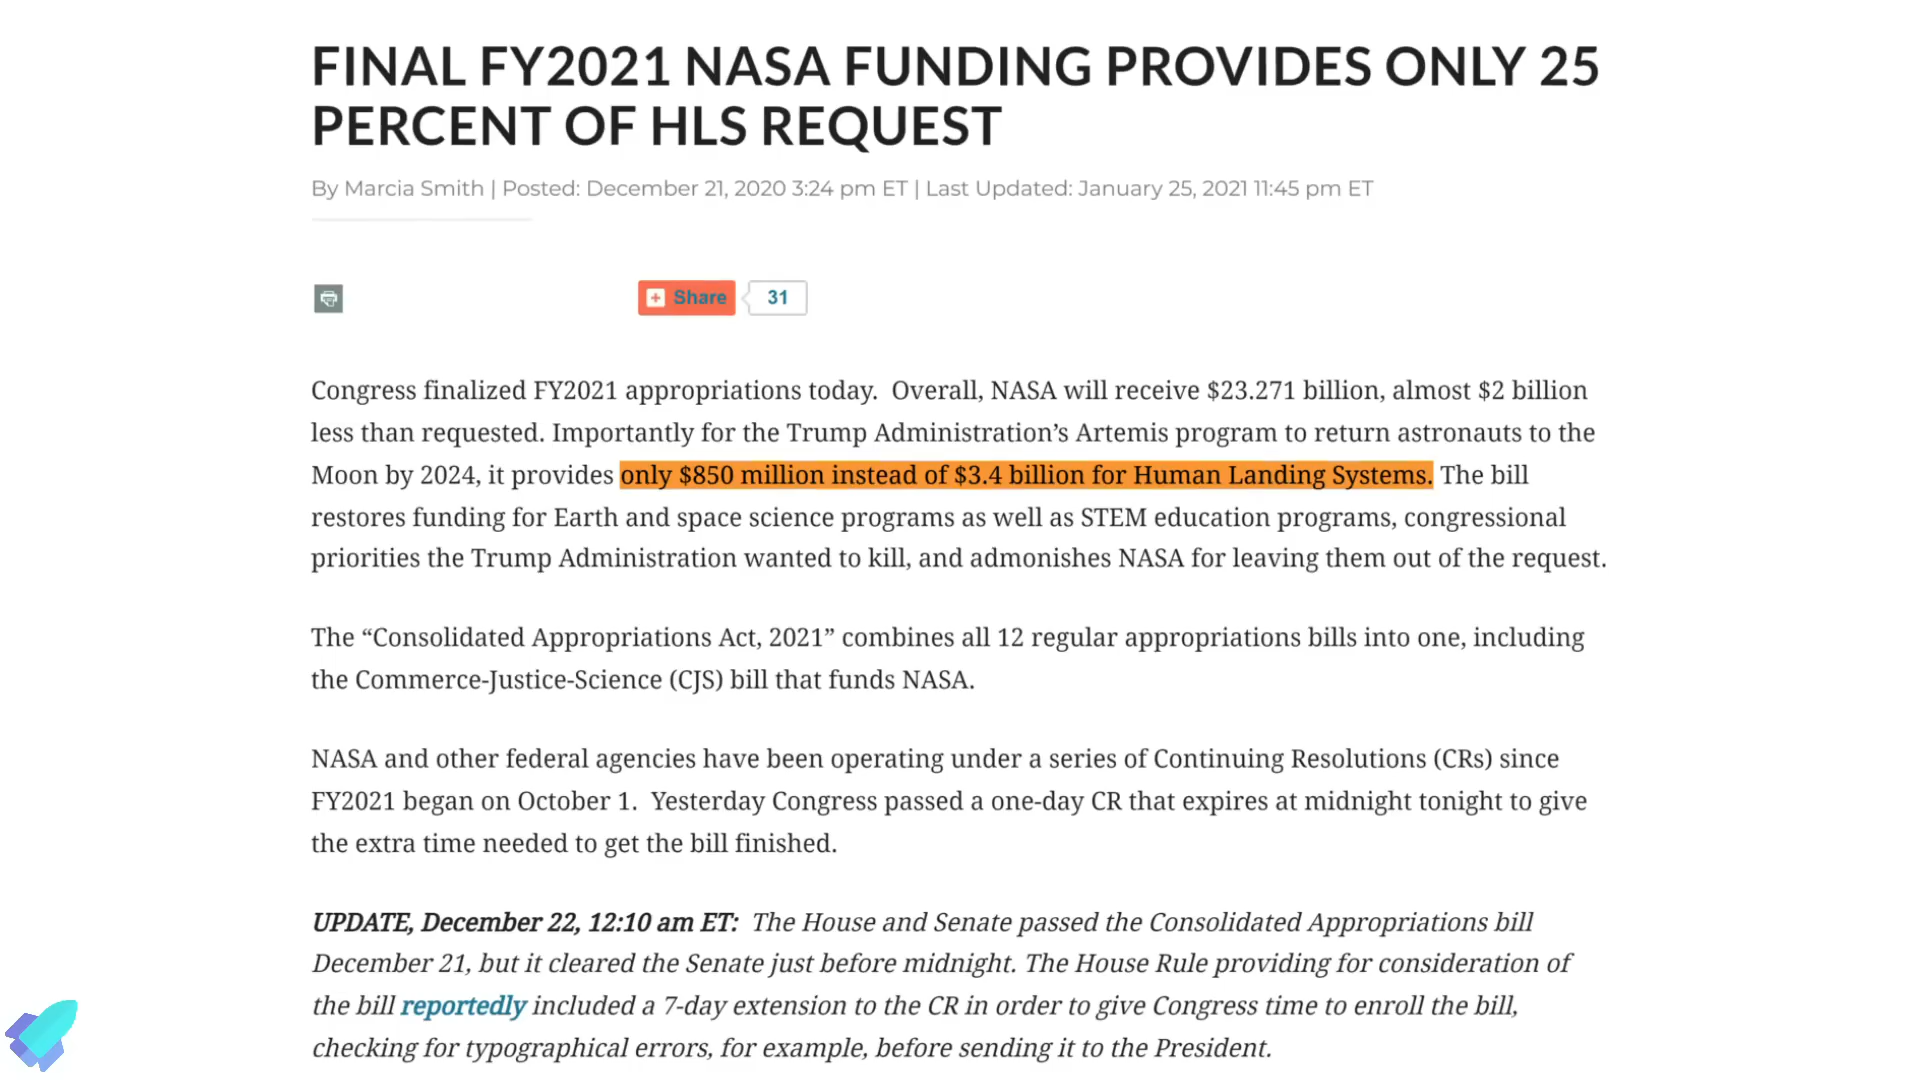 FINAL FY2021 NASA FUNDING PROVIDES ONLY 25
PERCENT OF HLS REQUEST
By Marcia Smith | Posted: December 21, 2020 3:24 pm ET | Last Updated: January 25, 2021 11:45 pm ET
Share 31
Congress finalized FY2021 appropriations today.  Overall, NASA will receive $23.271 billion, almost $2 billion
less than requested. Importantly for the Trump Administration’s Artemis program to return astronauts to the
Moon by 2024, it provides only $850 million instead of $3.4 billion for Human Landing Systems. The bill
restores funding for Earth and space science programs as well as STEM education programs, congressional
priorities the Trump Administration wanted to kill, and admonishes NASA for leaving them out of the request.
The “Consolidated Appropriations Act, 2021” combines all 12 regular appropriations bills into one, including
the Commerce-Justice-Science (CJS) bill that funds NASA.
NASA and other federal agencies have been operating under a series of Continuing Resolutions (CRs) since
FY2021 began on October 1.  Yesterday Congress passed a one-day CR that expires at midnight tonight to give
the extra time needed to get the bill finished.
UPDATE, December 22, 12:10 am ET:  The House and Senate passed the Consolidated Appropriations bill
December 21, but it cleared the Senate just before midnight. The House Rule providing for consideration of
the bill reportedly included a 7-day extension to the CR in order to give Congress time to enroll the bill,
checking for typographical errors, for example, before sending it to the President.